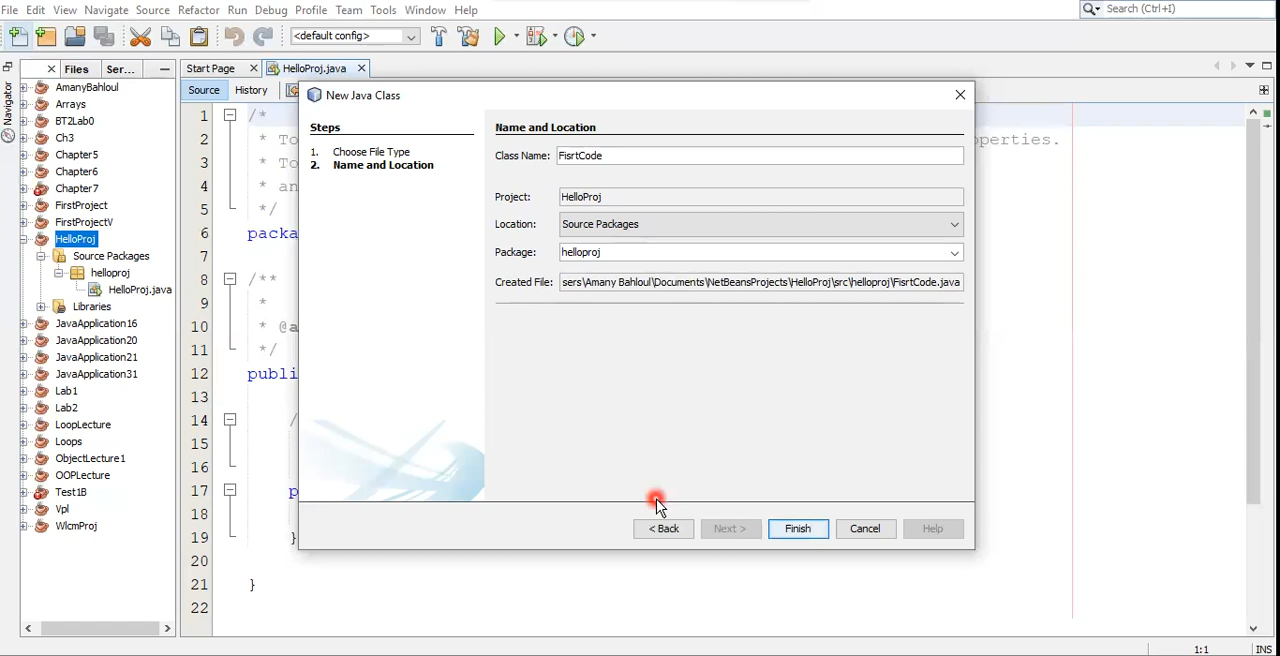 File Edit View Navigate Source Refactor Run Debug Profile Team Tools Window Help
Search (Ctrl+I)
<default config>
Navigator
Files Ser...
Start Page HelloProj.java
Source History
AmanyBahloul
Arrays
BT2Lab0
Ch3
Chapter5
Chapter6
Chapter7
FirstProject
FirstProjectV
HelloProj
Source Packages
helloproj
HelloProj.java
Libraries
JavaApplication16
JavaApplication20
JavaApplication21
JavaApplication31
Lab1
Lab2
LoopLecture
Loops
ObjectLecture1
OOPLecture
Test1B
Vpl
WlcmProj
1 /*
2 * To operties.
3 * To
4 * an
5 */
6 packa
7
8 /**
9 *
10 * @a
11 */
12 publi
13
14 /
15
16
17 p
18
19 }
20
21 }
22
New Java Class
Steps
1. Choose File Type
2. Name and Location
Name and Location
Class Name: FisrtCode
Project: HelloProj
Location: Source Packages
Package: helloproj
Created File: sers\Amany Bahloul\Documents\NetBeansProjects\HelloProj\src\helloproj\FisrtCode.java
< Back Next > Finish Cancel Help
1:1 INS